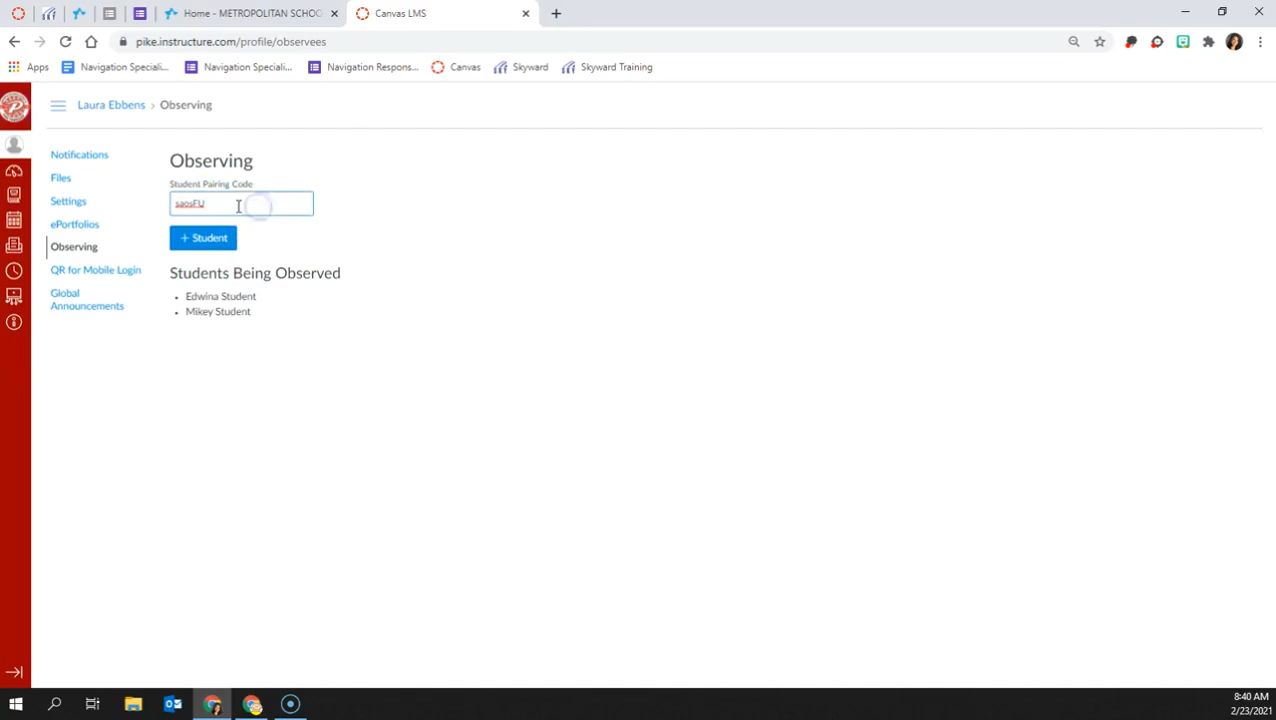 Home - METROPOLITAN SCHOO
Canvas LMS
pike.instructure.com/profile/observees
Apps
Navigation Speciali...
Navigation Speciali...
Navigation Respons...
Canvas
Skyward
Skyward Training
Laura Ebbens > Observing
Notifications
Files
Settings
ePortfolios
Observing
QR for Mobile Login
Global
Announcements
Observing
Student Pairing Code
saosFU
+ Student
Students Being Observed
• Edwina Student
• Mikey Student
8:40 AM
2/23/2021